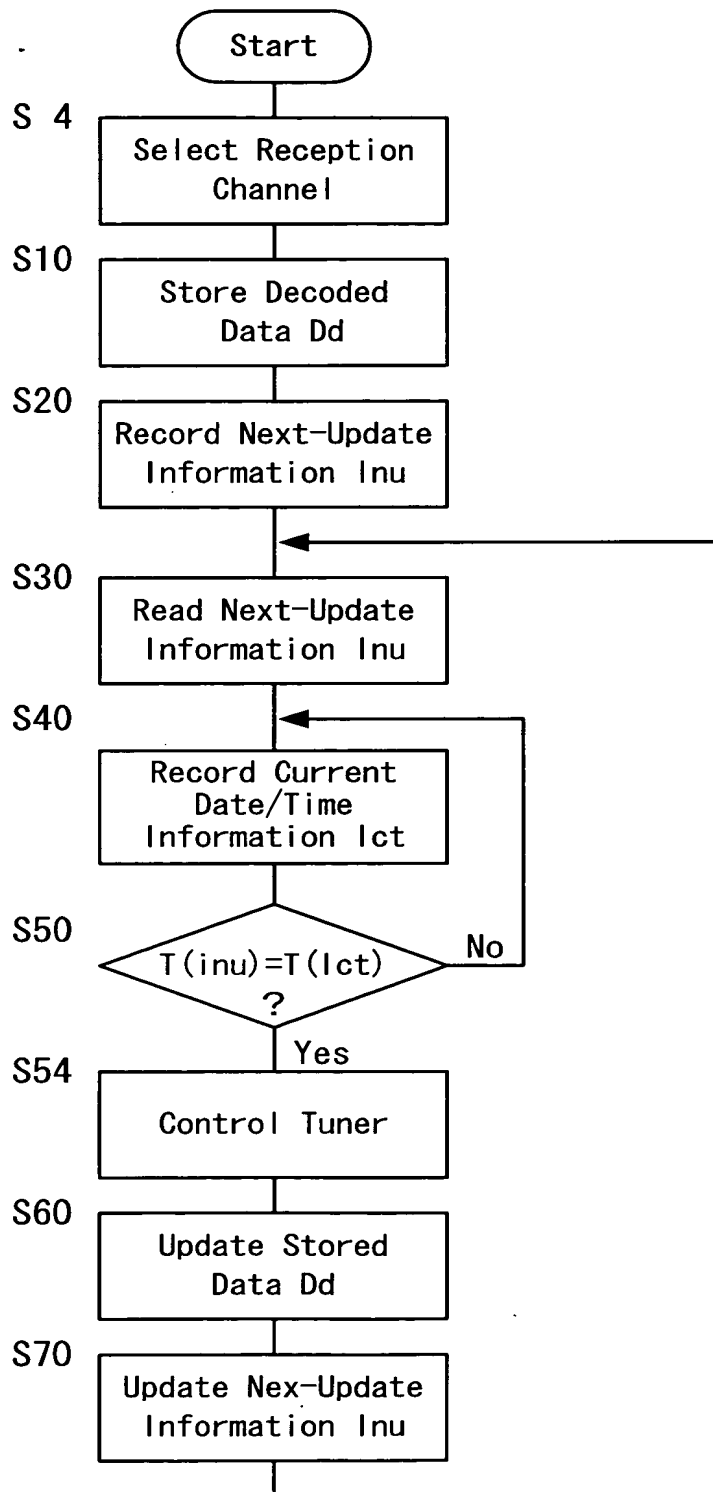 Start
S 4
Select Reception
Channel
S10
Store Decoded
Data Dd
S20
Record Next-Update
Information Inu
S30
Read Next-Update
Information Inu
S40
Record Current
Date/Time
Information Ict
S50
T(inu)=T(Ict)
?
No
Yes
S54
Control Tuner
S60
Update Stored
Data Dd
S70
Update Nex-Update
Information Inu